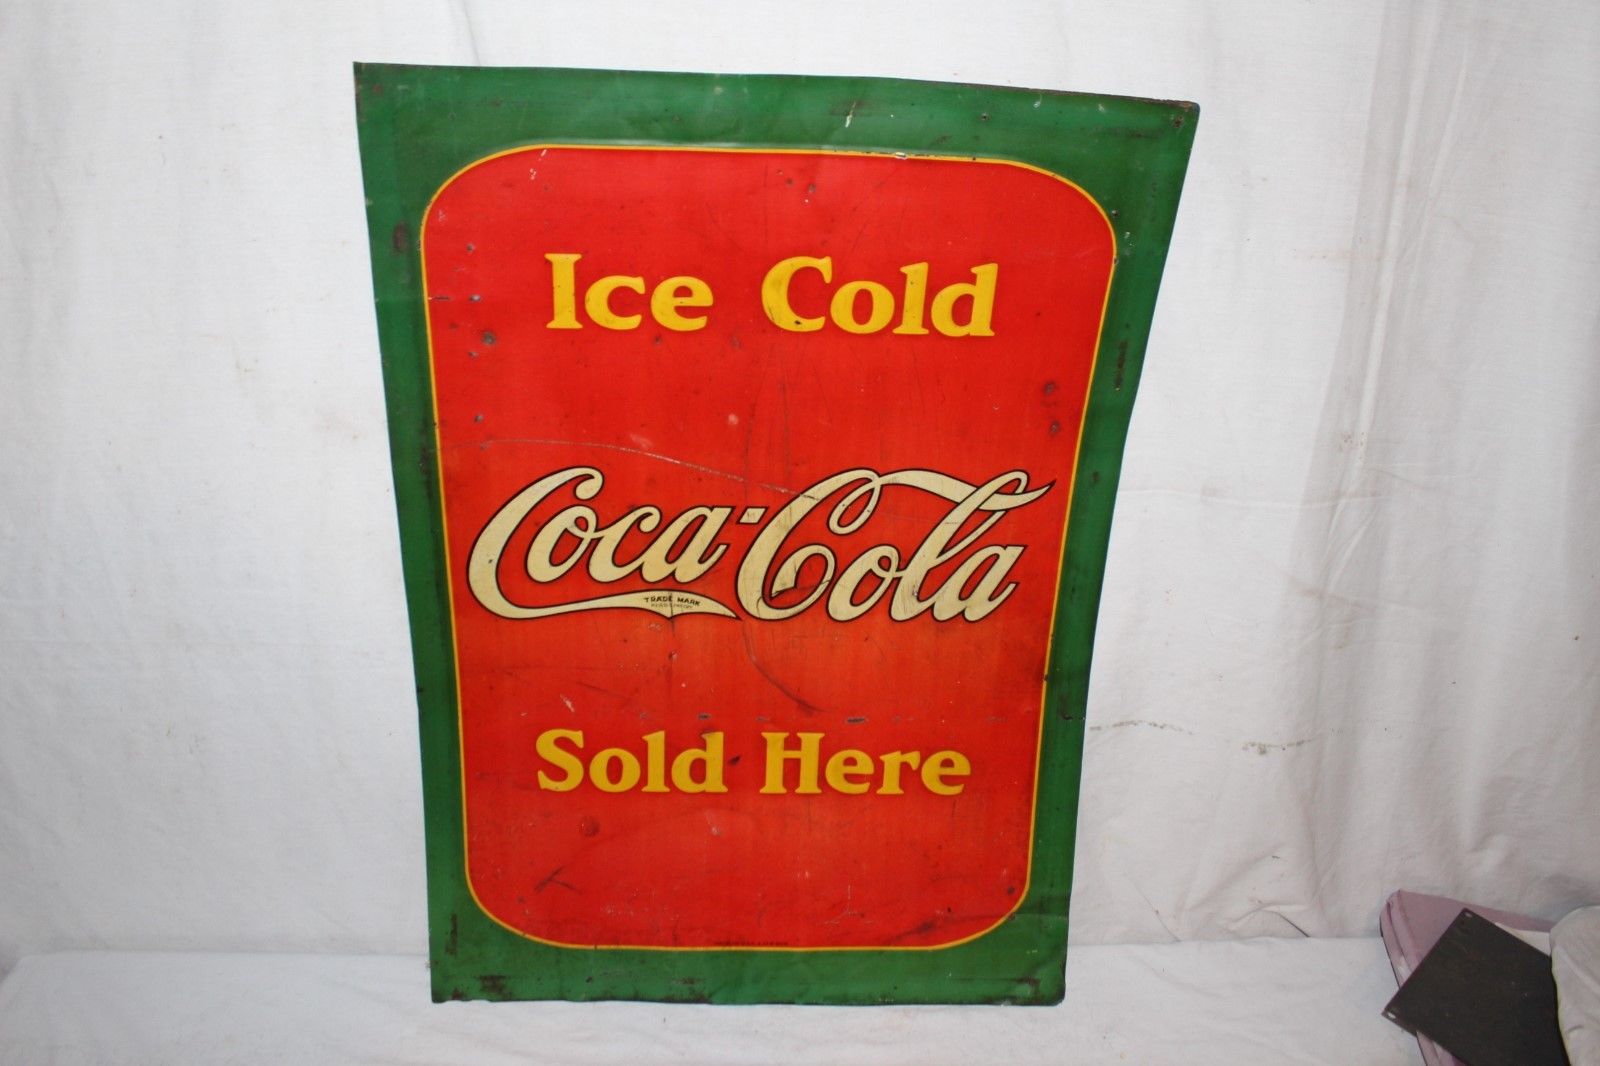 Ice Cold
Coca-Cola
TRADE MARK
Sold Here